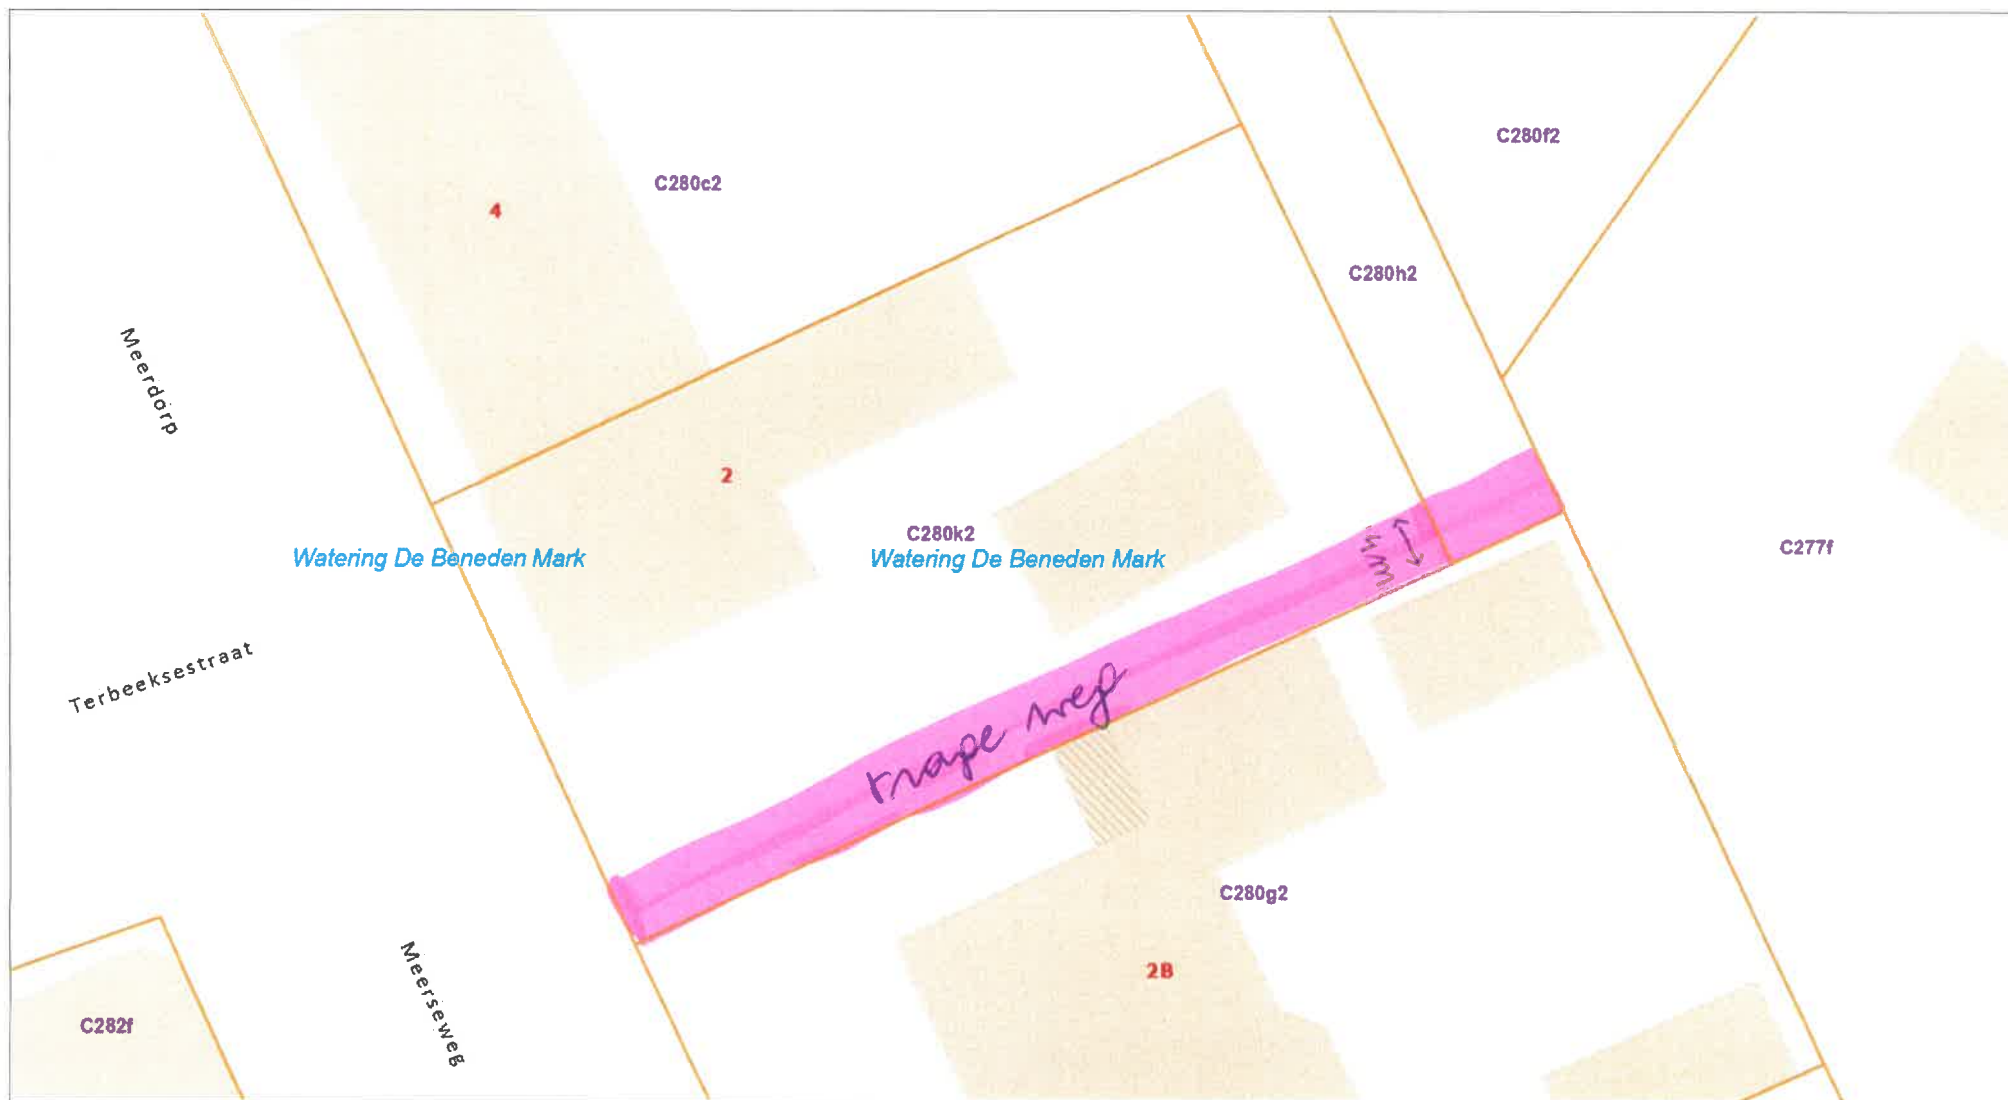 C280f2
C280c2
4
C280h2
Meerdorp
2
C280k2
C277f
Watering De Beneden Mark
Watering De Beneden Mark
4m
Terbeeksestraat
trage weg
C280g2
2B
Meerseweg
C282f